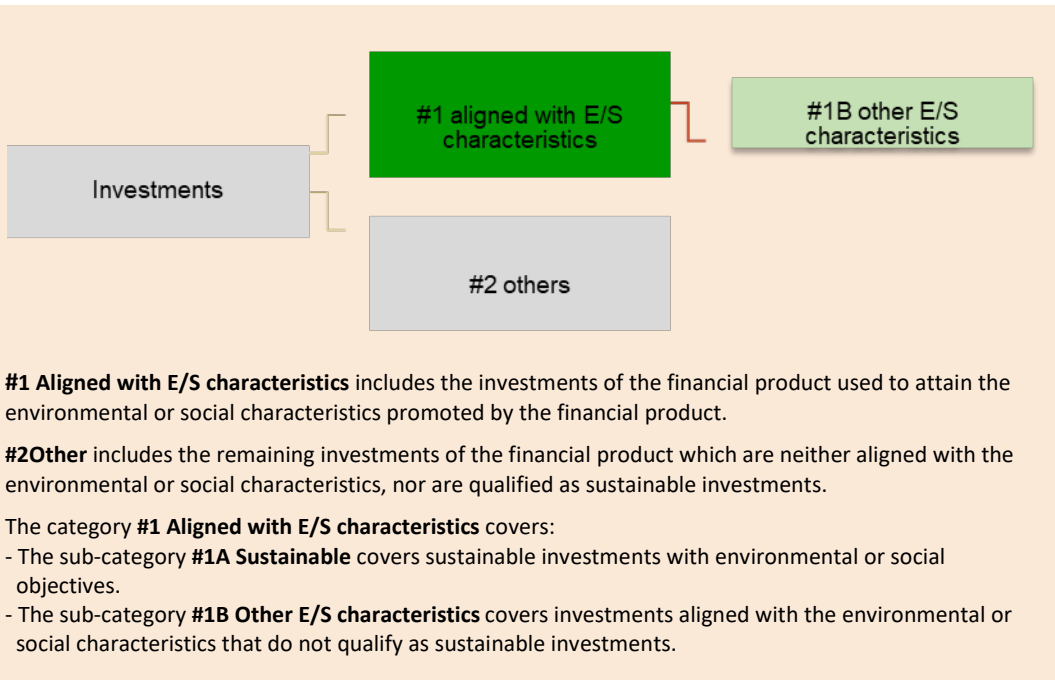 #1 aligned with E/S
characteristics
#1B other E/S
characteristics
Investments
#2 others
#1 Aligned with E/S characteristics includes the investments of the financial product used to attain the
environmental or social characteristics promoted by the financial product.
#2Other includes the remaining investments of the financial product which are neither aligned with the
environmental or social characteristics, nor are qualified as sustainable investments.
The category #1 Aligned with E/S characteristics covers:
- The sub-category #1A Sustainable covers sustainable investments with environmental or social
objectives.
- The sub-category #1B Other E/S characteristics covers investments aligned with the environmental or
social characteristics that do not qualify as sustainable investments.